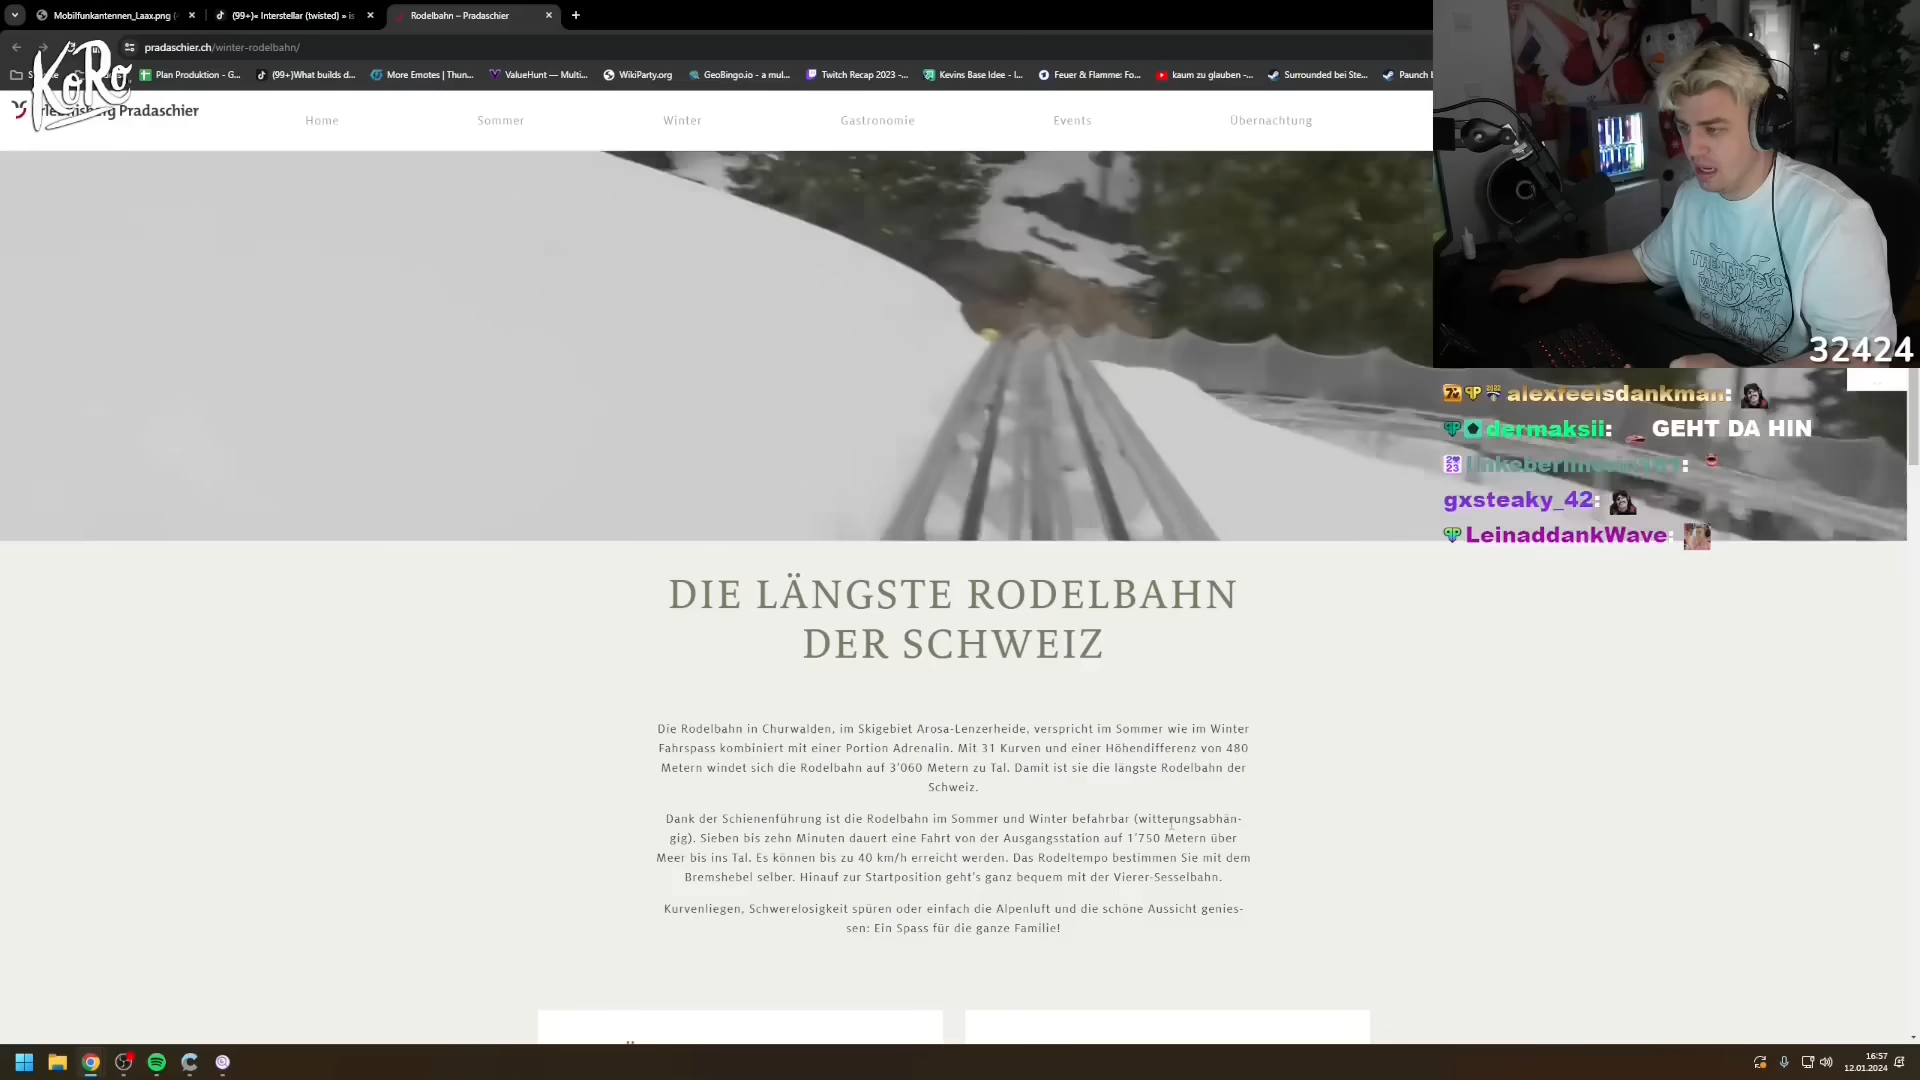 Mobilfunkantennen_Laax.png (
(99+)« Interstellar (twisted) » is
Rodelbahn – Pradaschier
pradaschier.ch/winter-rodelbahn/
KoRo
Plan Produktion - G...
(99+)What builds d...
More Emotes | Thun...
ValueHunt — Multi...
WikiParty.org
GeoBingo.io - a mul...
Twitch Recap 2023 -...
Kevins Base Idee - I...
Feuer & Flamme: Fo...
kaum zu glauben -...
Surrounded bei Ste...
Paunch
Pradaschier
Home
Sommer
Winter
Gastronomie
Events
Übernachtung
32424
alexfeelsdankman:
dermaksii: GEHT DA HIN
gxsteaky_42:
LeinaddankWave:
DIE LÄNGSTE RODELBAHN
DER SCHWEIZ
Die Rodelbahn in Churwalden, im Skigebiet Arosa-Lenzerheide, verspricht im Sommer wie im Winter
Fahrspass kombiniert mit einer Portion Adrenalin. Mit 31 Kurven und einer Höhendifferenz von 480
Metern windet sich die Rodelbahn auf 3’060 Metern zu Tal. Damit ist sie die längste Rodelbahn der
Schweiz.
Dank der Schienenführung ist die Rodelbahn im Sommer und Winter befahrbar (witterungsabhän-
gig). Sieben bis zehn Minuten dauert eine Fahrt von der Ausgangsstation auf 1’750 Metern über
Meer bis ins Tal. Es können bis zu 40 km/h erreicht werden. Das Rodeltempo bestimmen Sie mit dem
Bremshebel selber. Hinauf zur Startposition geht’s ganz bequem mit der Vierer-Sesselbahn.
Kurvenliegen, Schwerelosigkeit spüren oder einfach die Alpenluft und die schöne Aussicht genies-
sen: Ein Spass für die ganze Familie!
16:57
12.01.2024